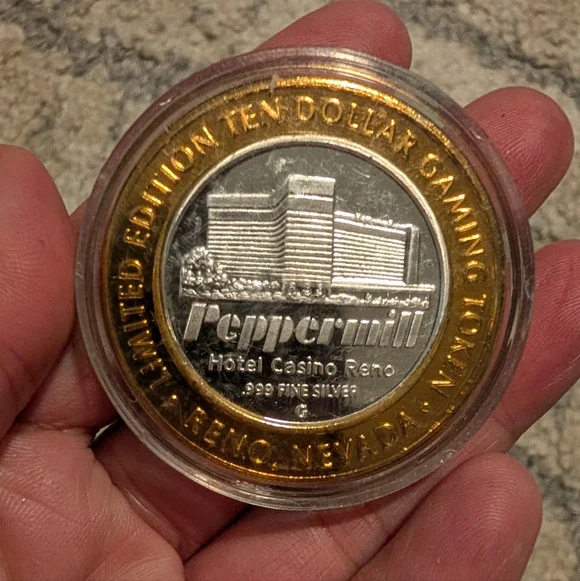 LIMITED EDITION TEN DOLLAR GAMING TOKEN
Peppermill
Hotel Casino Reno
.999 FINE SILVER
G
• RENO, NEVADA •